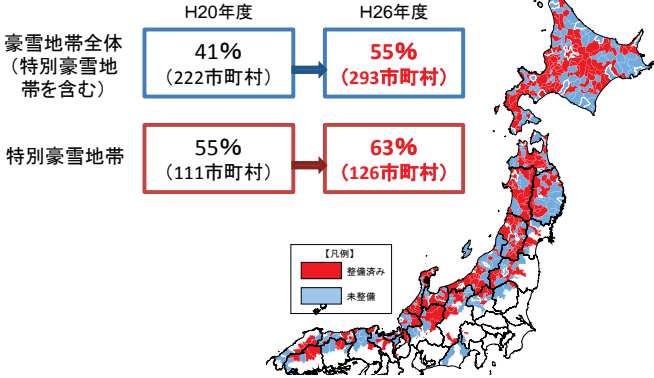 H20年度
H26年度
豪雪地帯全体
（特別豪雪地
帯を含む）
41%
（222市町村）
55%
（293市町村）
特別豪雪地帯
55%
（111市町村）
63%
（126市町村）
【凡例】
整備済み
未整備